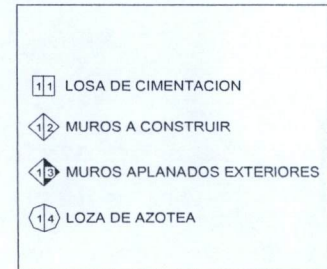 1 1 LOSA DE CIMENTACION
1 2 MUROS A CONSTRUIR
1 3 MUROS APLANADOS EXTERIORES
1 4 LOZA DE AZOTEA